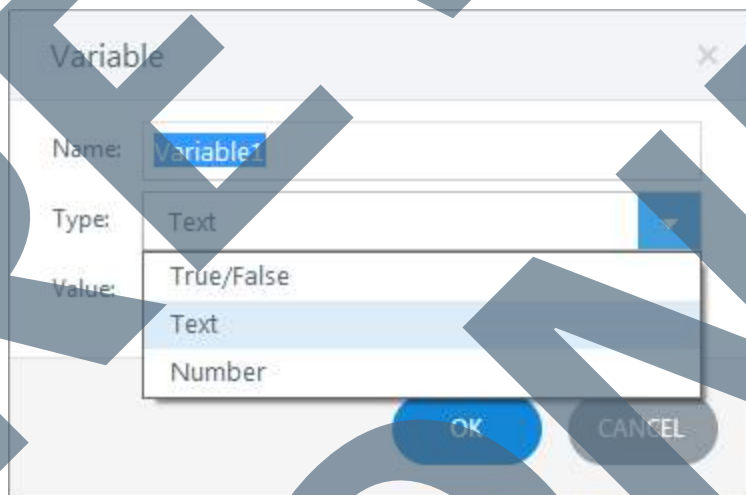 Variable
Name: Variable1
Type: Text
Value:
True/False
Text
Number
OK CANCEL